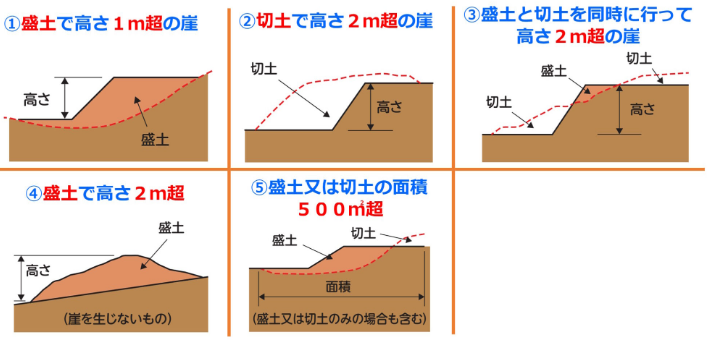 ①盛土で高さ１ｍ超の崖
高さ
盛土
②切土で高さ２ｍ超の崖
切土
高さ
③盛土と切土を同時に行って
高さ２ｍ超の崖
切土
盛土
切土
高さ
④盛土で高さ２ｍ超
盛土
高さ
(崖を生じないもの)
⑤盛土又は切土の面積
５００㎡超
切土
盛土
面積
(盛土又は切土のみの場合も含む)